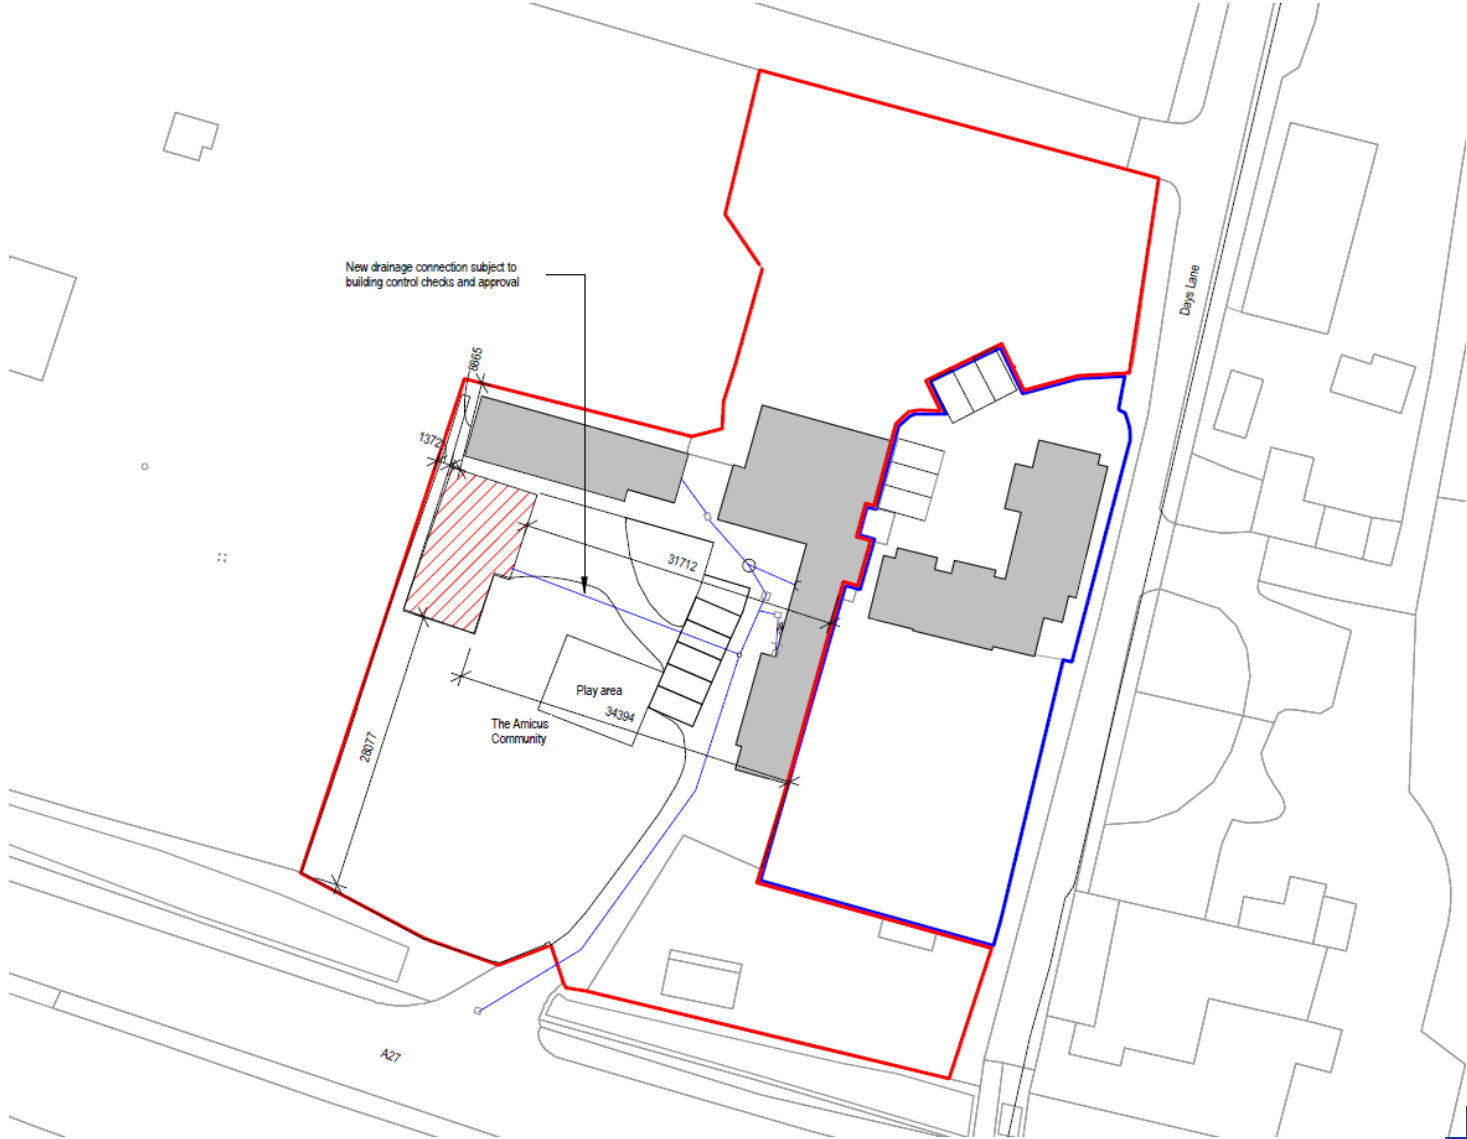 New drainage connection subject to
building control checks and approval
Days Lane
8865
1372
31712
Play area
34394
The Amicus
Community
28077
A27